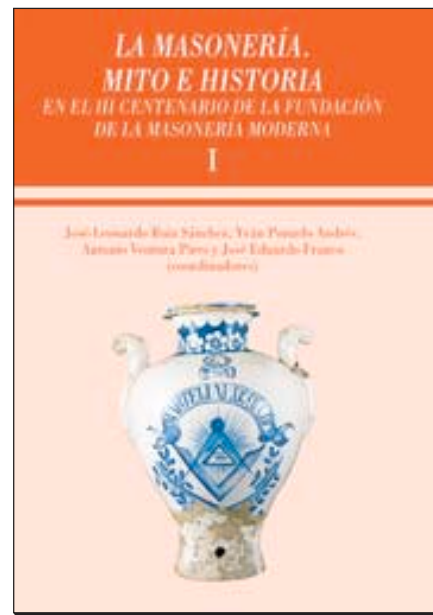 LA MASONERÍA.
MITO E HISTORIA
EN EL III CENTENARIO DE LA FUNDACIÓN
DE LA MASONERÍA MODERNA
I
José Leonardo Ruiz Sánchez, Yván Pozuelo Andrés,
Antonio Ventura Pires y José Eduardo Franco
(coordinadores)